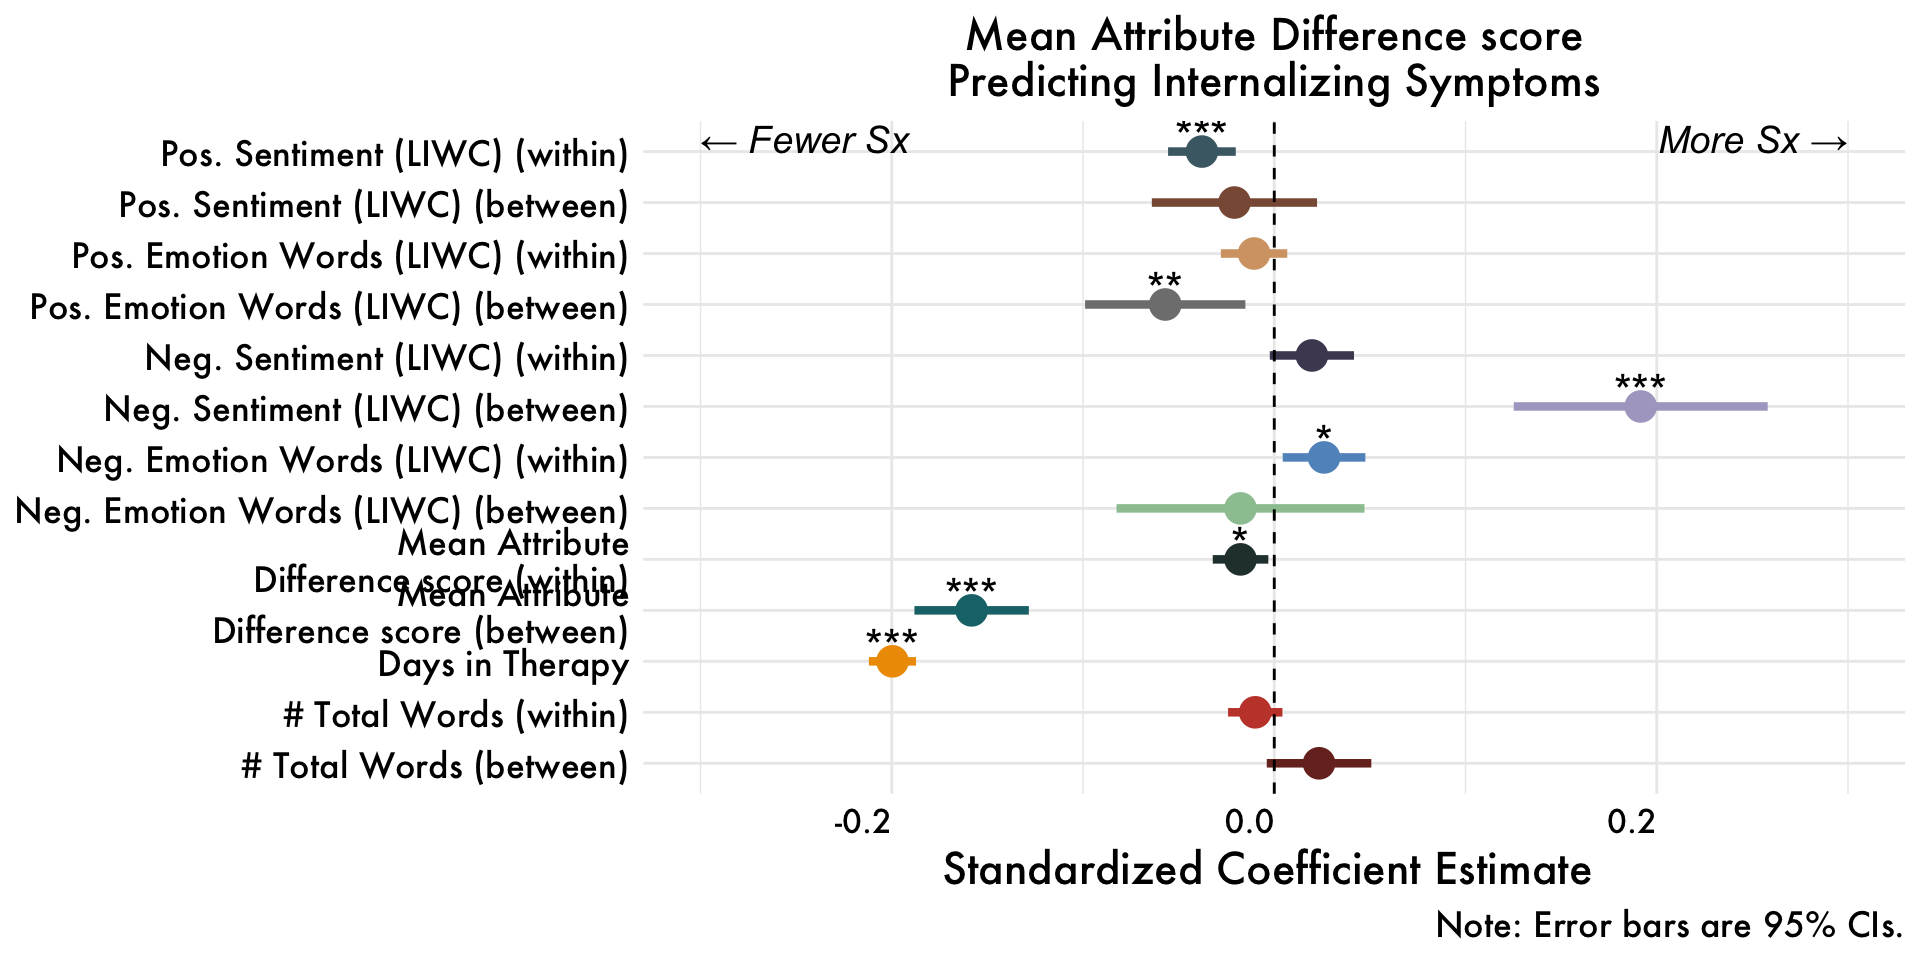 Mean Attribute Difference score
Predicting Internalizing Symptoms
← Fewer Sx
More Sx →
***
Pos. Sentiment (LIWC) (within)
Pos. Sentiment (LIWC) (between)
Pos. Emotion Words (LIWC) (within)
**
Pos. Emotion Words (LIWC) (between)
Neg. Sentiment (LIWC) (within)
***
Neg. Sentiment (LIWC) (between)
*
Neg. Emotion Words (LIWC) (within)
Neg. Emotion Words (LIWC) (between)
*
Mean Attribute
Difference score (within)
***
Mean Attribute
Difference score (between)
***
Days in Therapy
# Total Words (within)
# Total Words (between)
-0.2
0.0
0.2
Standardized Coefficient Estimate
Note: Error bars are 95% CIs.